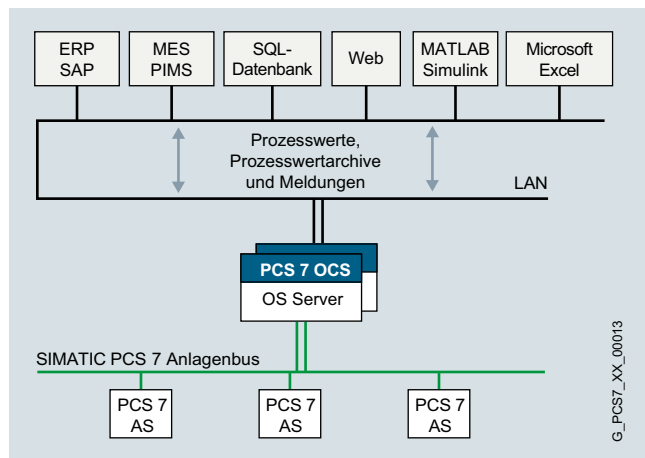 ERP
SAP
MES
PIMS
SQL-
Datenbank
Web
MATLAB
Simulink
Microsoft
Excel
Prozesswerte,
Prozesswertarchive
und Meldungen
LAN
PCS 7 OCS
OS Server
SIMATIC PCS 7 Anlagenbus
PCS 7
AS
PCS 7
AS
PCS 7
AS
G_PCS7_XX_00013